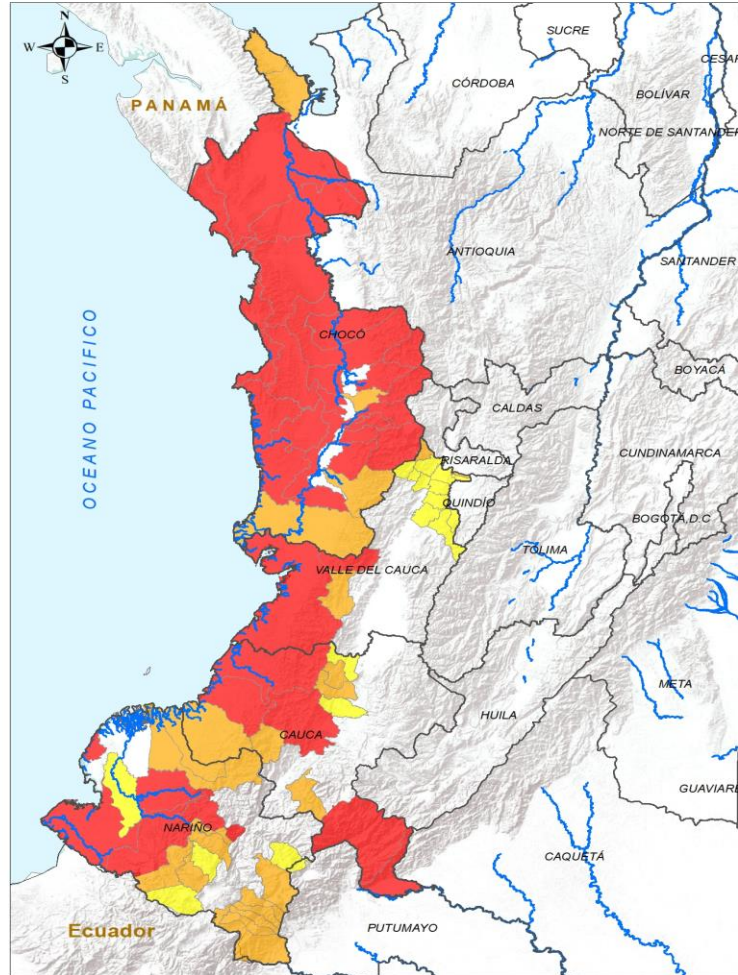 N
W E
S
SUCRE
CESAR
CÓRDOBA
BOLÍVAR
PANAMÁ
NORTE DE SANTANDER
ANTIOQUIA
SANTANDER
CHOCÓ
OCEANO PACIFICO
BOYACÁ
CALDAS
CUNDINAMARCA
RISARALDA
QUINDÍO
BOGOTÁ,D.C
TOLIMA
VALLE DEL CAUCA
META
HUILA
CAUCA
GUAVIARE
NARIÑO
CAQUETÁ
PUTUMAYO
Ecuador